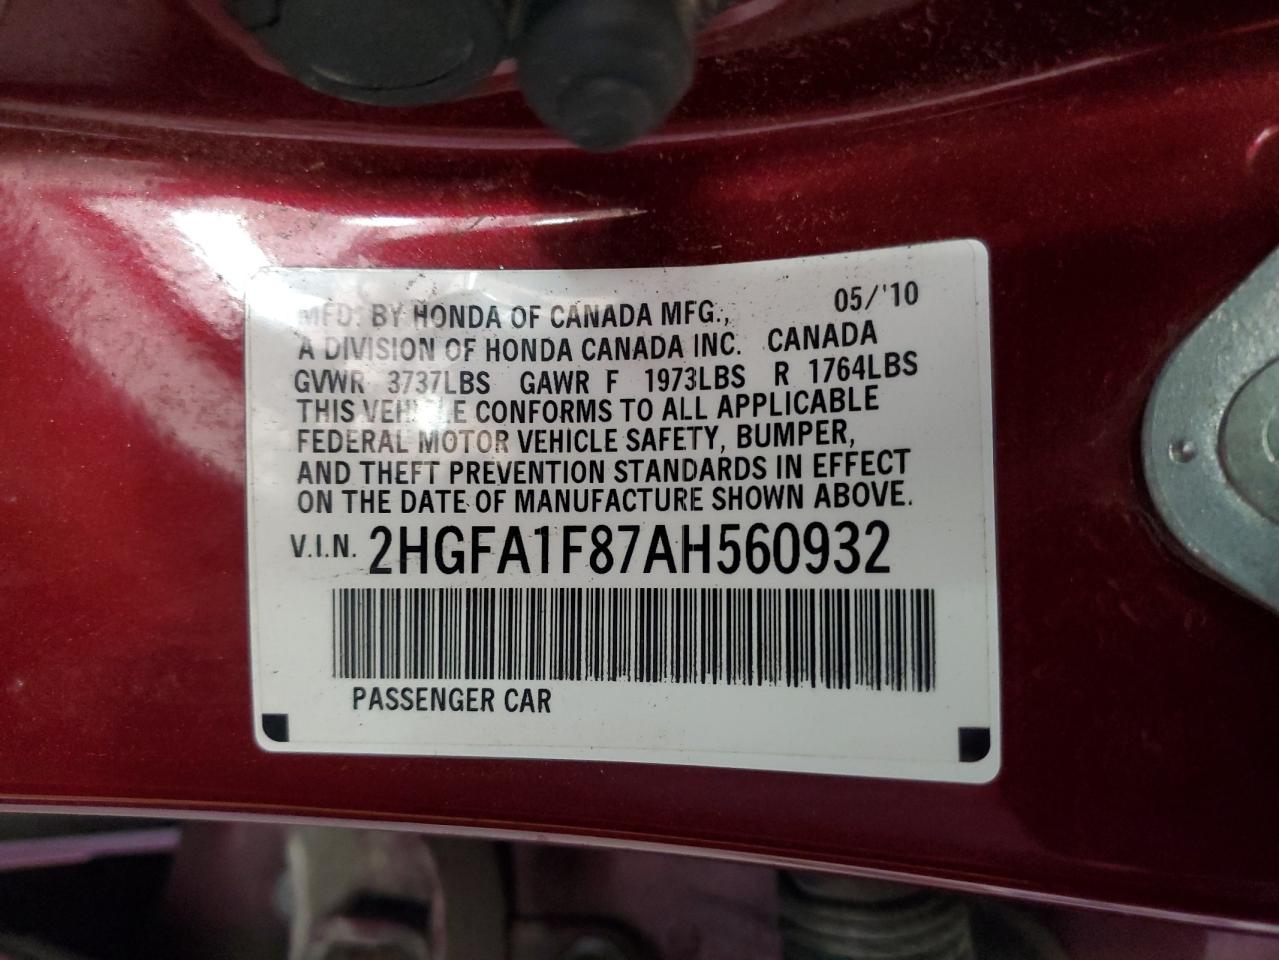 MFD. BY HONDA OF CANADA MFG., 05/'10
A DIVISION OF HONDA CANADA INC. CANADA
GVWR 3737LBS GAWR F 1973LBS R 1764LBS
THIS VEHICLE CONFORMS TO ALL APPLICABLE
FEDERAL MOTOR VEHICLE SAFETY, BUMPER,
AND THEFT PREVENTION STANDARDS IN EFFECT
ON THE DATE OF MANUFACTURE SHOWN ABOVE.
V.I.N. 2HGFA1F87AH560932
PASSENGER CAR